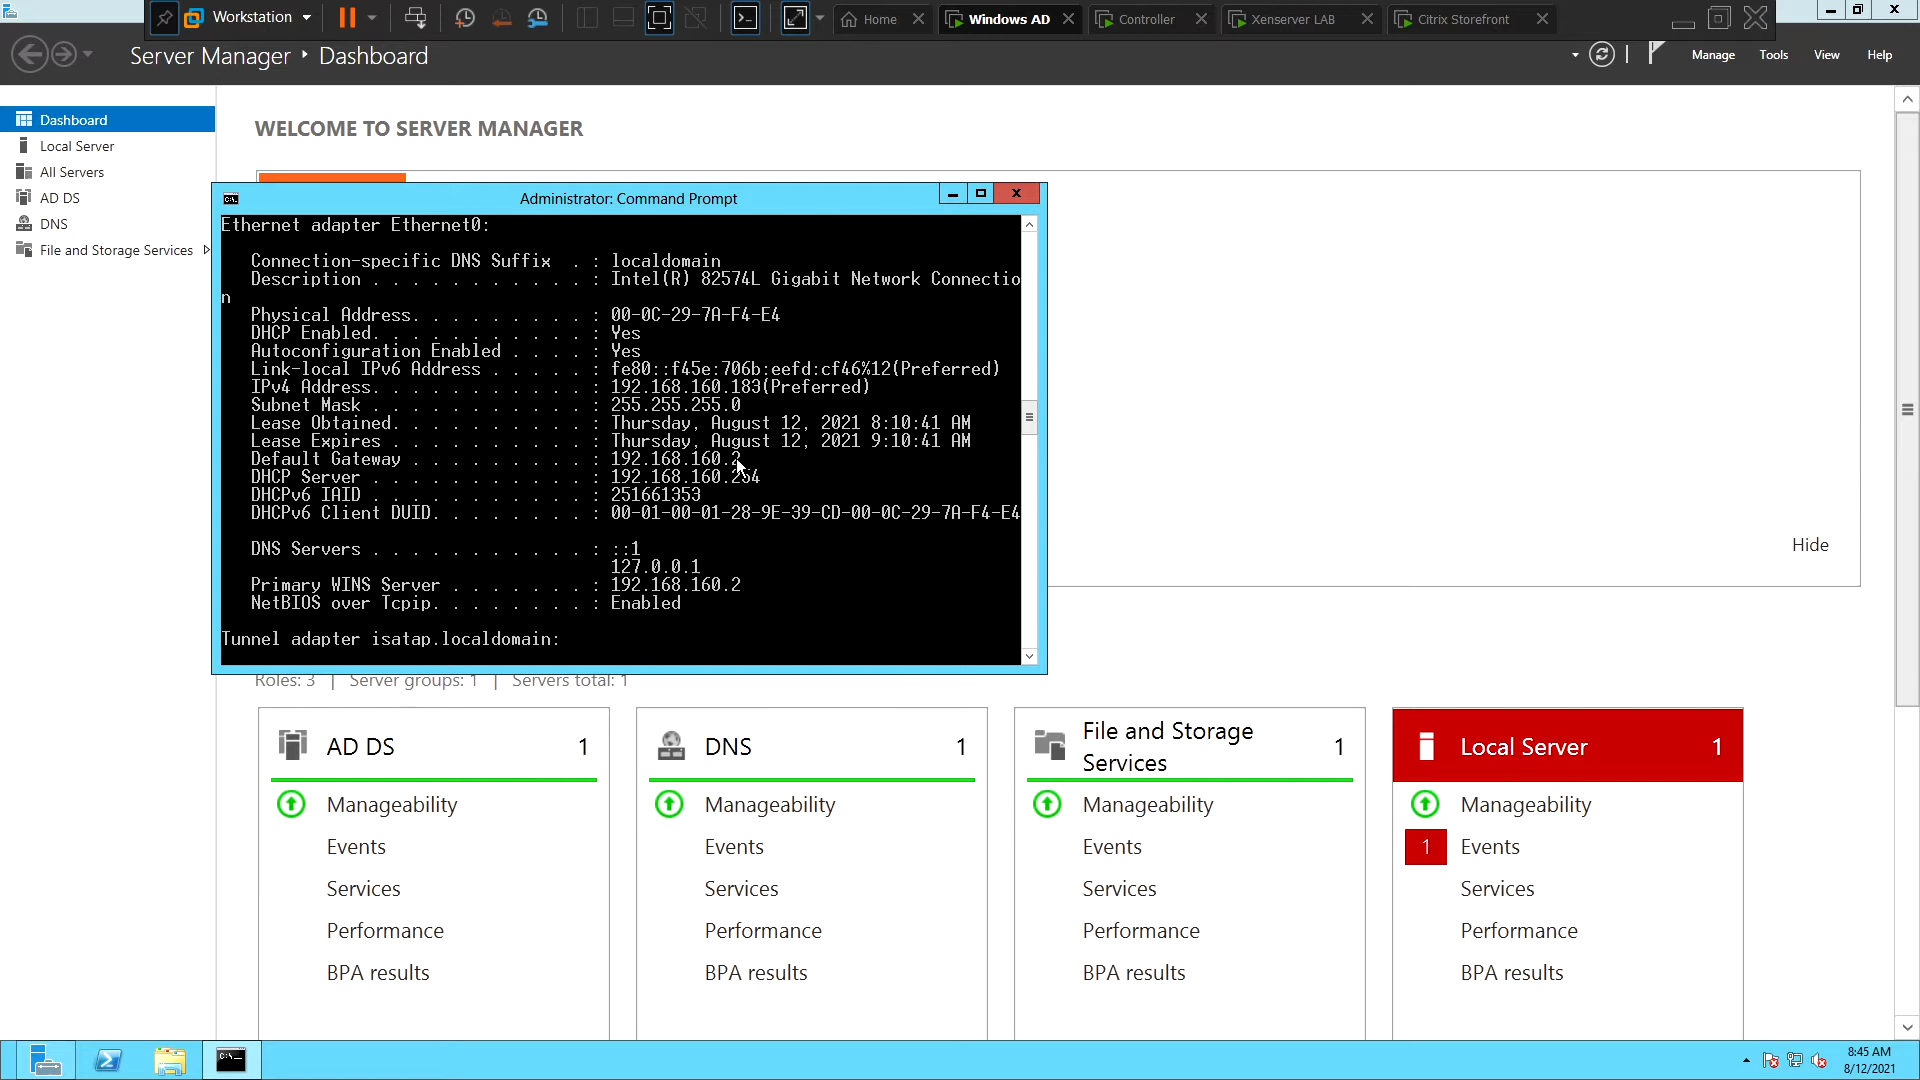 Workstation
Home
Windows AD
Controller
Xenserver LAB
Citrix Storefront
Server Manager ‣ Dashboard
Manage
Tools
View
Help
Dashboard
Local Server
All Servers
AD DS
DNS
File and Storage Services
WELCOME TO SERVER MANAGER
Administrator: Command Prompt
Ethernet adapter Ethernet0:
Connection-specific DNS Suffix  . : localdomain
Description . . . . . . . . . . . : Intel(R) 82574L Gigabit Network Connectio
n
Physical Address. . . . . . . . . : 00-0C-29-7A-F4-E4
DHCP Enabled. . . . . . . . . . . : Yes
Autoconfiguration Enabled . . . . : Yes
Link-local IPv6 Address . . . . . : fe80::f45e:706b:eefd:cf46%12(Preferred)
IPv4 Address. . . . . . . . . . . : 192.168.160.183(Preferred)
Subnet Mask . . . . . . . . . . . : 255.255.255.0
Lease Obtained. . . . . . . . . . : Thursday, August 12, 2021 8:10:41 AM
Lease Expires . . . . . . . . . . : Thursday, August 12, 2021 9:10:41 AM
Default Gateway . . . . . . . . . : 192.168.160.2
DHCP Server . . . . . . . . . . . : 192.168.160.254
DHCPv6 IAID . . . . . . . . . . . : 251661353
DHCPv6 Client DUID. . . . . . . . : 00-01-00-01-28-9E-39-CD-00-0C-29-7A-F4-E4
DNS Servers . . . . . . . . . . . : ::1
127.0.0.1
Primary WINS Server . . . . . . . : 192.168.160.2
NetBIOS over Tcpip. . . . . . . . : Enabled
Tunnel adapter isatap.localdomain:
Hide
Roles: 3 | Server groups: 1 | Servers total: 1
AD DS 1
Manageability
Events
Services
Performance
BPA results
DNS 1
Manageability
Events
Services
Performance
BPA results
File and Storage
Services 1
Manageability
Events
Services
Performance
BPA results
Local Server 1
Manageability
1 Events
Services
Performance
BPA results
8:45 AM
8/12/2021